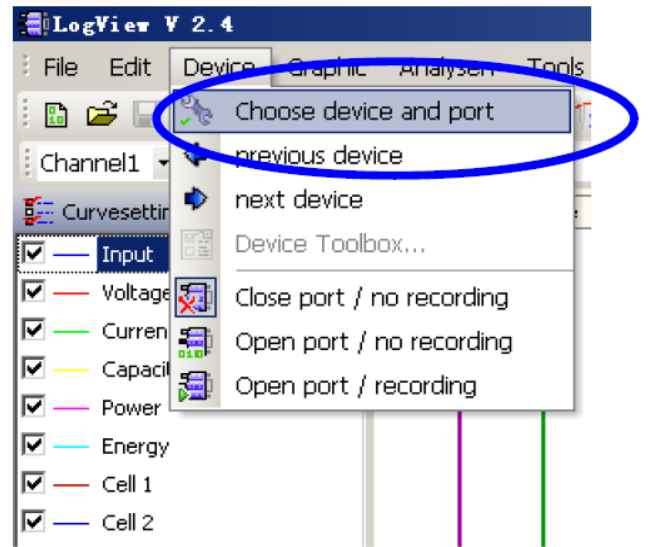 LogView V 2.4
File Edit Device Graphic Analysen Tools
Choose device and port
Channel1
previous device
next device
Curvesettin
Device Toolbox...
Input
Close port / no recording
Voltage
Open port / no recording
Curren
Open port / recording
Capacit
Power
Energy
Cell 1
Cell 2